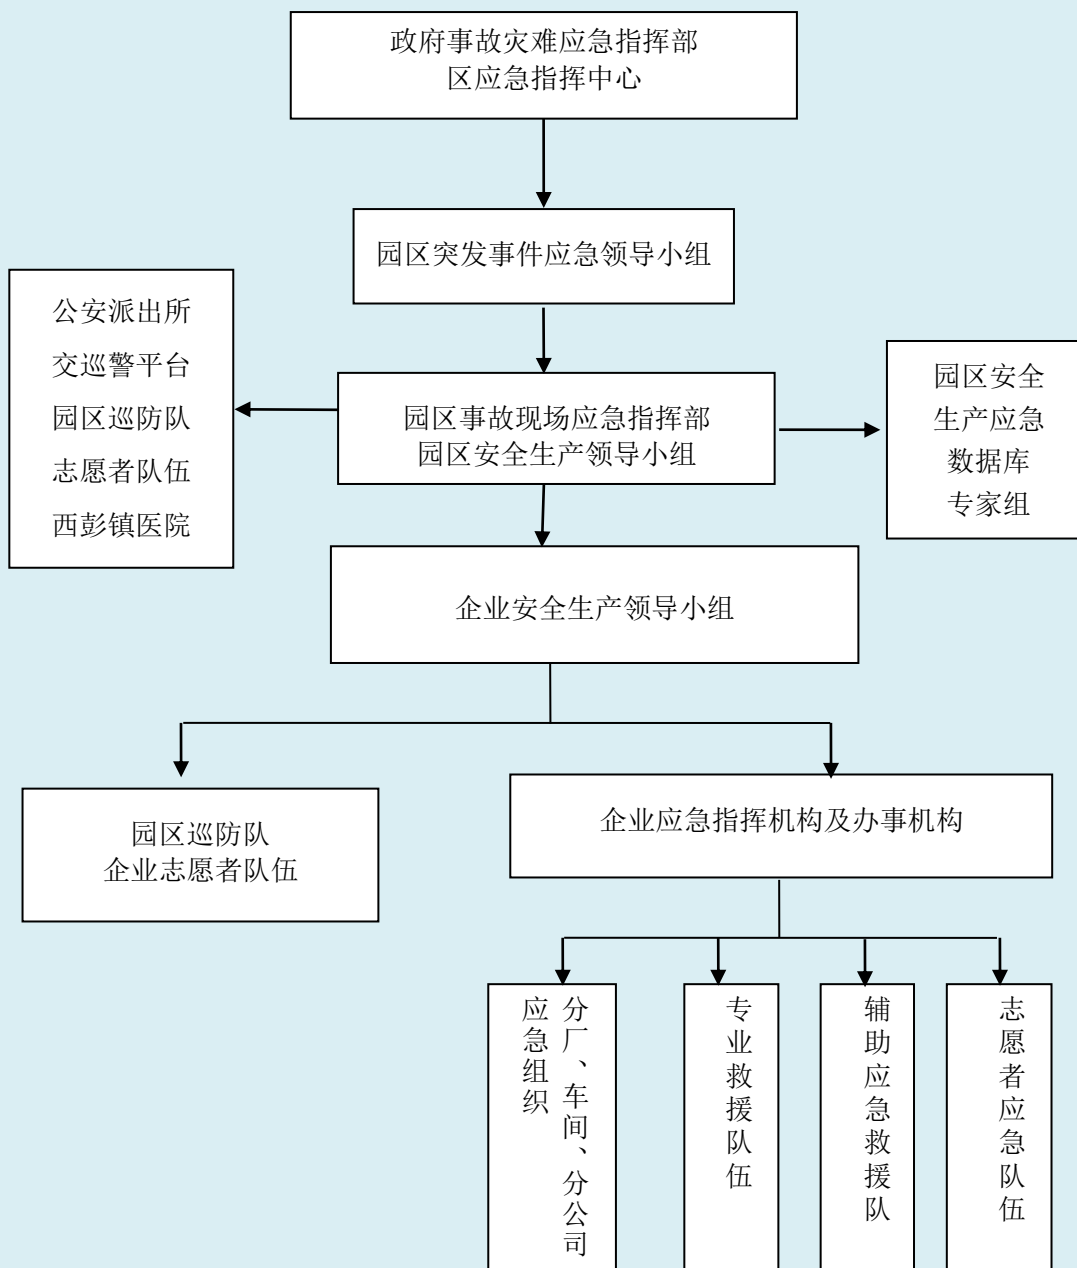 政府事故灾难应急指挥部
区应急指挥中心
园区突发事件应急领导小组
公安派出所
交巡警平台
园区巡防队
志愿者队伍
西彭镇医院
园区事故现场应急指挥部
园区安全生产领导小组
园区安全
生产应急
数据库
专家组
企业安全生产领导小组
园区巡防队
企业志愿者队伍
企业应急指挥机构及办事机构
分厂、车间、分公司
应急组织
专业救援队伍
辅助应急救援队
志愿者应急队伍